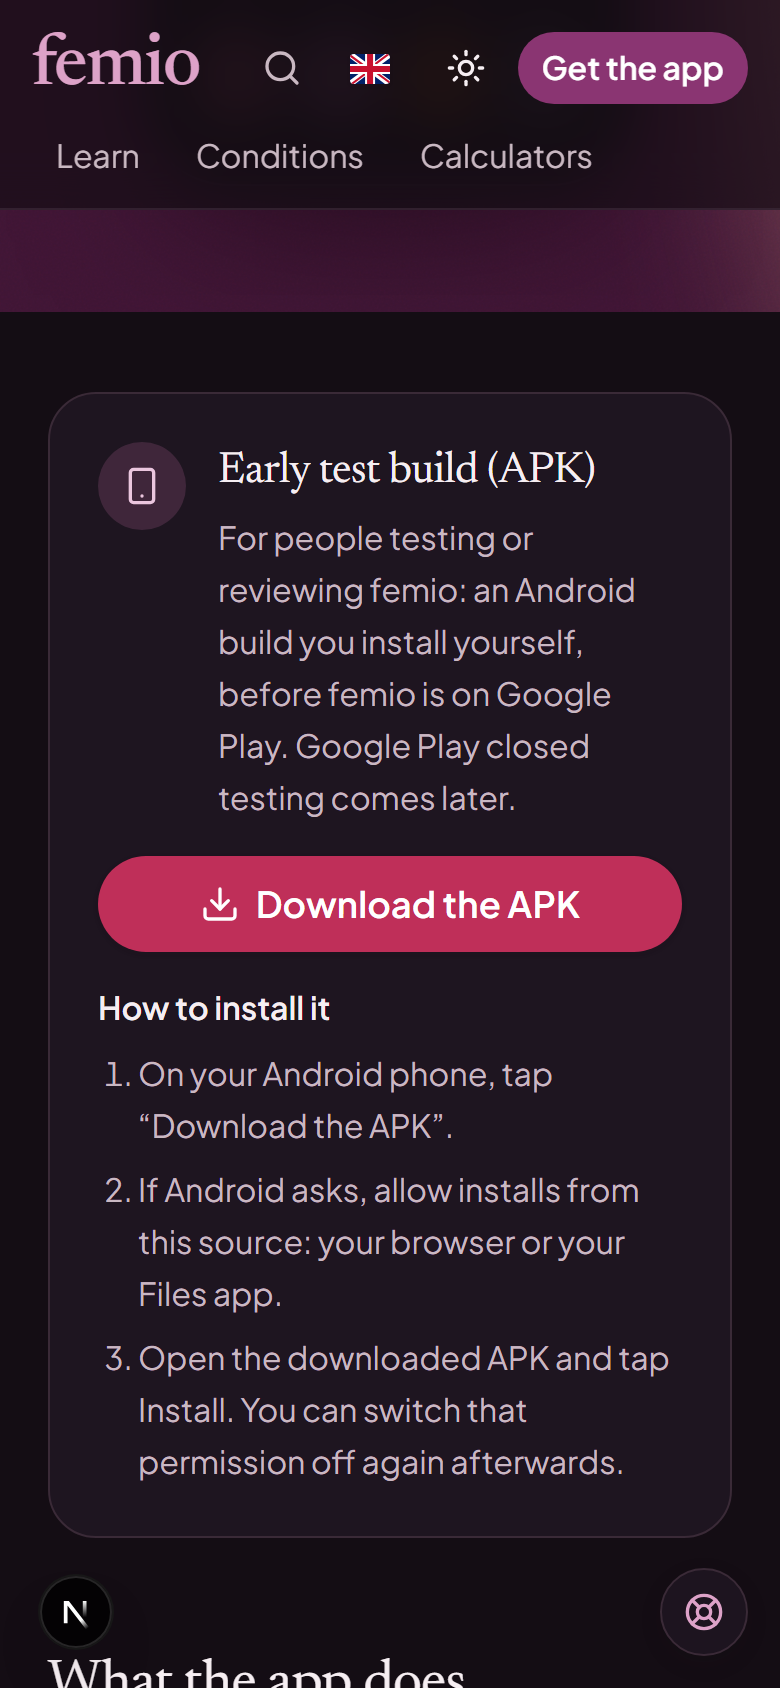 femio
Get the app
Learn
Conditions
Calculators
Early test build (APK)
For people testing or
reviewing femio: an Android
build you install yourself,
before femio is on Google
Play. Google Play closed
testing comes later.
Download the APK
How to install it
1. On your Android phone, tap
“Download the APK”.
2. If Android asks, allow installs from
this source: your browser or your
Files app.
3. Open the downloaded APK and tap
Install. You can switch that
permission off again afterwards.
N
What the app does